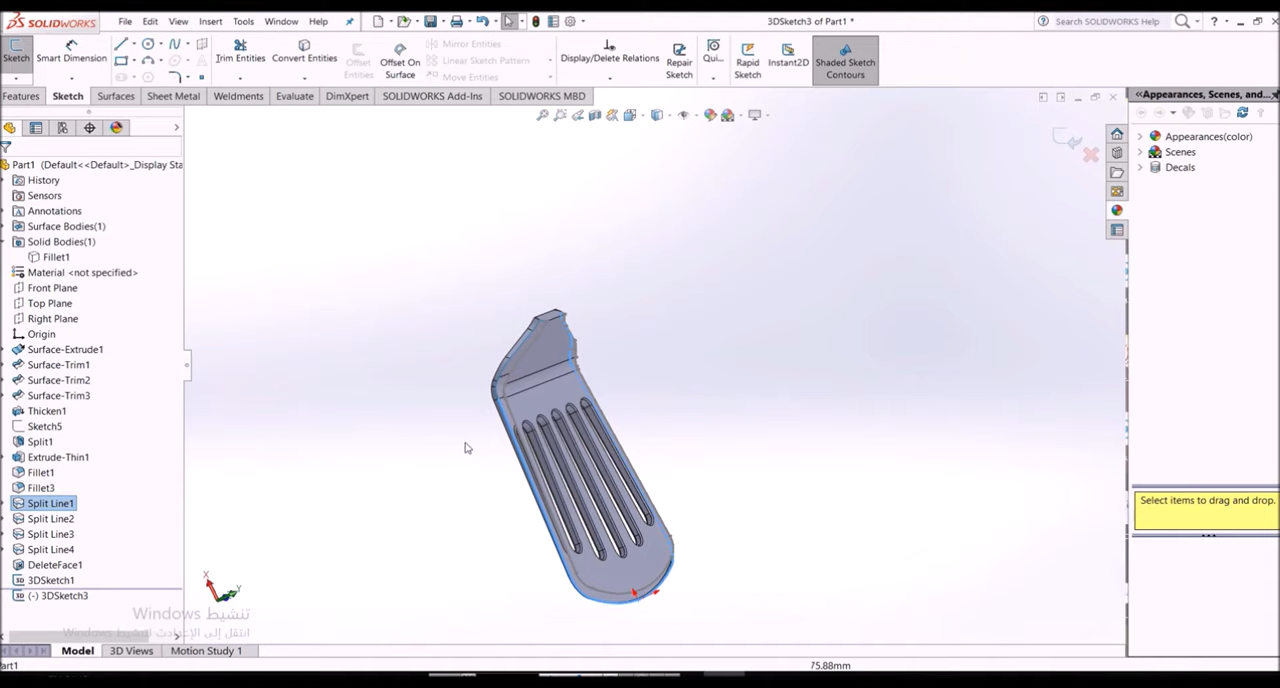 SOLIDWORKS File Edit View Insert Tools Window Help 3DSketch3 of Part1 * Search SOLIDWORKS Help
Sketch Smart Dimension Trim Entities Convert Entities Offset Entities Offset On Surface Mirror Entities Linear Sketch Pattern Move Entities Display/Delete Relations Repair Sketch Qui... Rapid Sketch Instant2D Shaded Sketch Contours
Features Sketch Surfaces Sheet Metal Weldments Evaluate DimXpert SOLIDWORKS Add-Ins SOLIDWORKS MBD
Part1 (Default<<Default>_Display Sta
History
Sensors
Annotations
Surface Bodies(1)
Solid Bodies(1)
Fillet1
Material <not specified>
Front Plane
Top Plane
Right Plane
Origin
Surface-Extrude1
Surface-Trim1
Surface-Trim2
Surface-Trim3
Thicken1
Sketch5
Split1
Extrude-Thin1
Fillet1
Fillet3
Split Line1
Split Line2
Split Line3
Split Line4
DeleteFace1
3D 3DSketch1
3D (-) 3DSketch3
X Y
تنشيط Windows
Model 3D Views Motion Study 1
Part1 75.88mm
Appearances, Scenes, and...
Appearances(color)
Scenes
Decals
Select items to drag and drop.